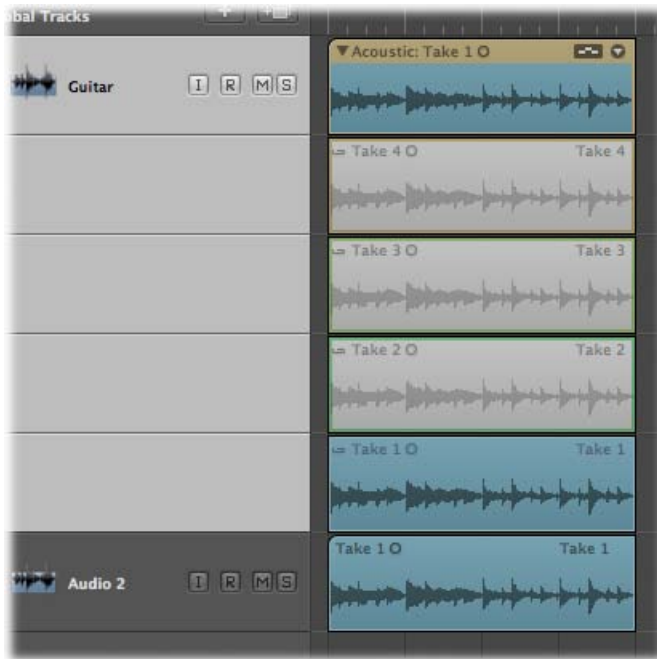 bal Tracks
Acoustic: Take 1
Guitar I R M S
Take 4 Take 4
Take 3 Take 3
Take 2 Take 2
Take 1 Take 1
Take 1 Take 1
Audio 2 I R M S